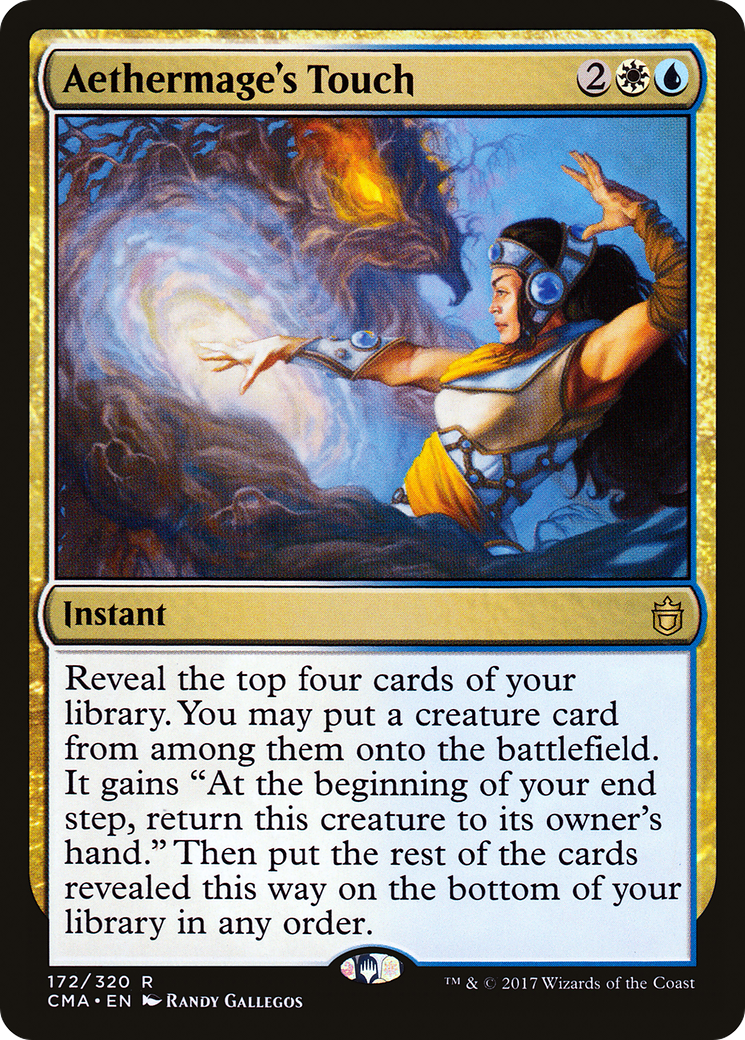 Aethermage's Touch 2
Instant
Reveal the top four cards of your
library. You may put a creature card
from among them onto the battlefield.
It gains “At the beginning of your end
step, return this creature to its owner’s
hand.” Then put the rest of the cards
revealed this way on the bottom of your
library in any order.
172/320 R
CMA • EN Randy Gallegos
™ & © 2017 Wizards of the Coast